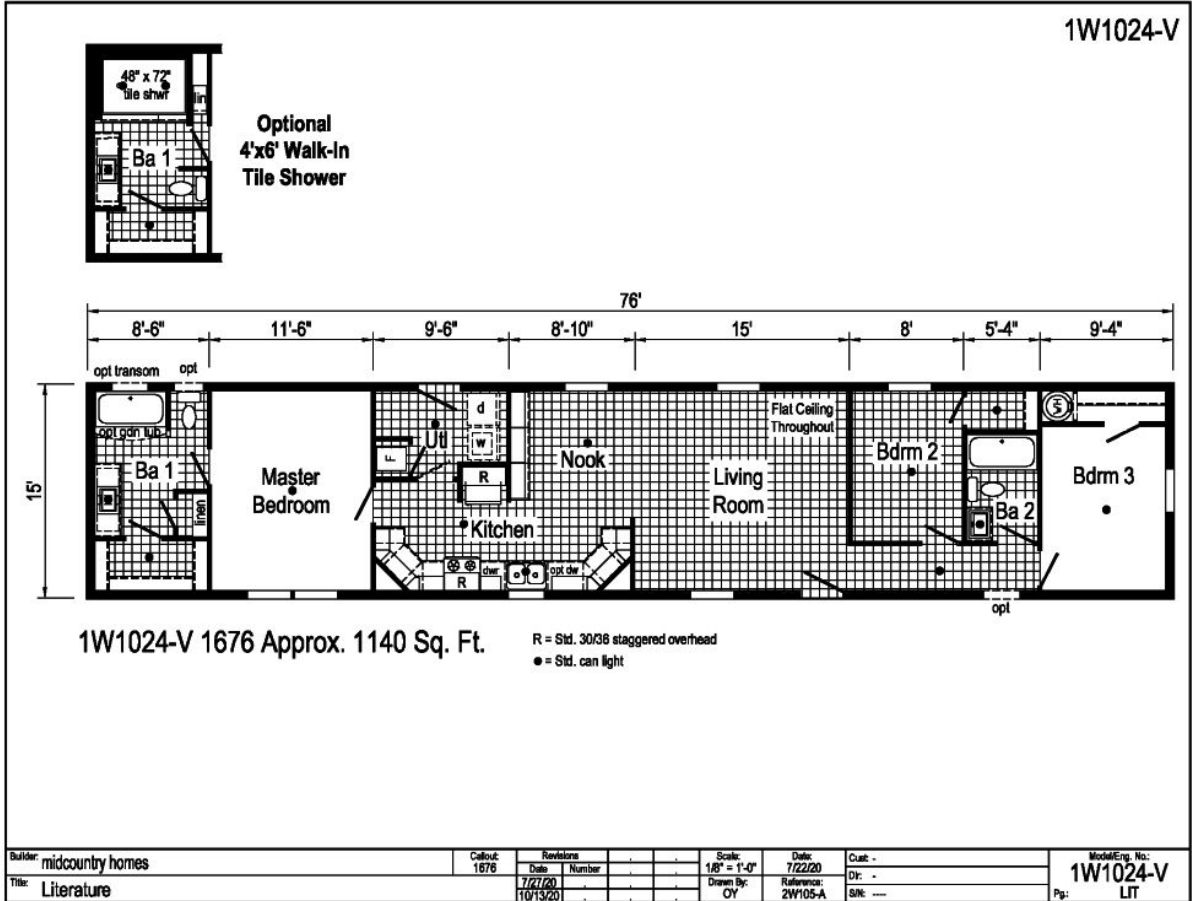 1W1024-V
48" x 72"
tile shwr
lin
Ba 1
Optional
4'x6' Walk-In
Tile Shower
76'
8'-6"
11'-6"
9'-6"
8'-10"
15'
8'
5'-4"
9'-4"
opt transom
opt
15'
opt gdn tub
Ba 1
linen
Master
Bedroom
Utl
F
d
w
R
Kitchen
R
dwr
opt dw
Nook
Flat Ceiling
Throughout
Living
Room
Bdrm 2
Ba 2
WH
Bdrm 3
opt
1W1024-V 1676 Approx. 1140 Sq. Ft.
R = Std. 30/36 staggered overhead
● = Std. can light
Builder: midcountry homes
Title: Literature
Callout:
1676
Revisions
Date Number
7/27/20
10/13/20
Scale:
1/8" = 1'-0"
Drawn By:
OY
Date:
7/22/20
Reference:
2W105-A
Cust: -
Dir: -
S/N: ----
Model/Eng. No.:
1W1024-V
Pg.: LIT